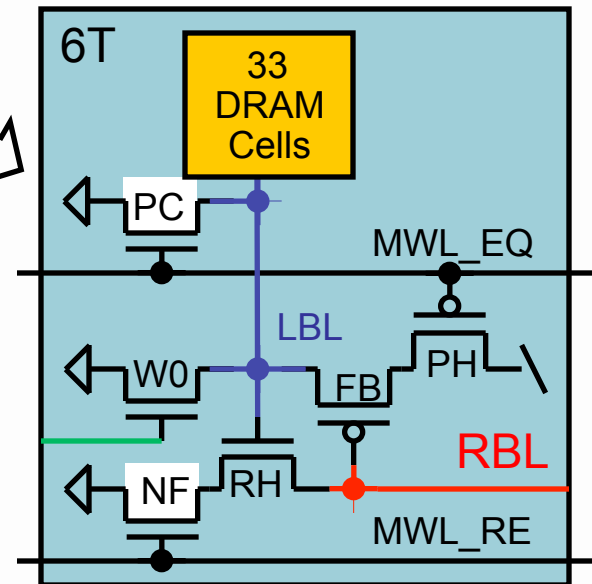 6T
33
DRAM
Cells
PC
MWL_EQ
LBL
W0
FB
PH
RBL
NF
RH
MWL_RE